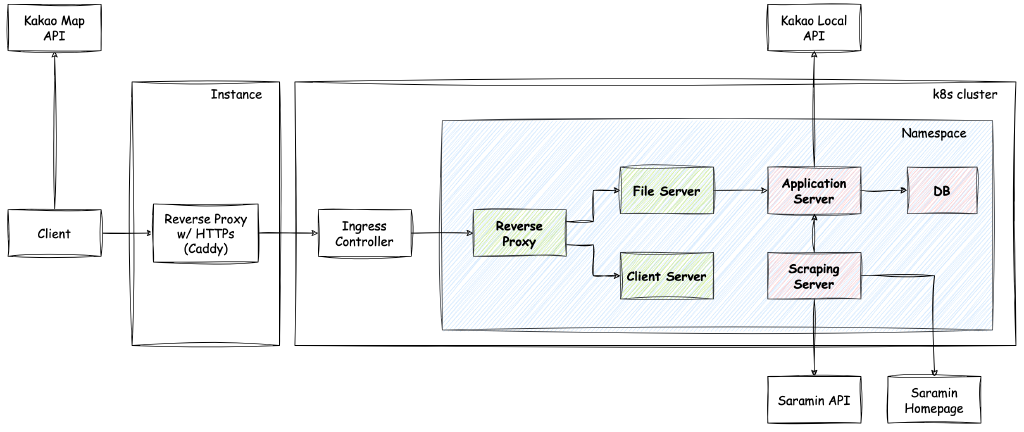 Kakao Map
API
Kakao Local
API
Instance
k8s cluster
Namespace
Client
Reverse Proxy
w/ HTTPs
(Caddy)
Ingress
Controller
Reverse
Proxy
File Server
Client Server
Application
Server
DB
Scraping
Server
Saramin API
Saramin
Homepage